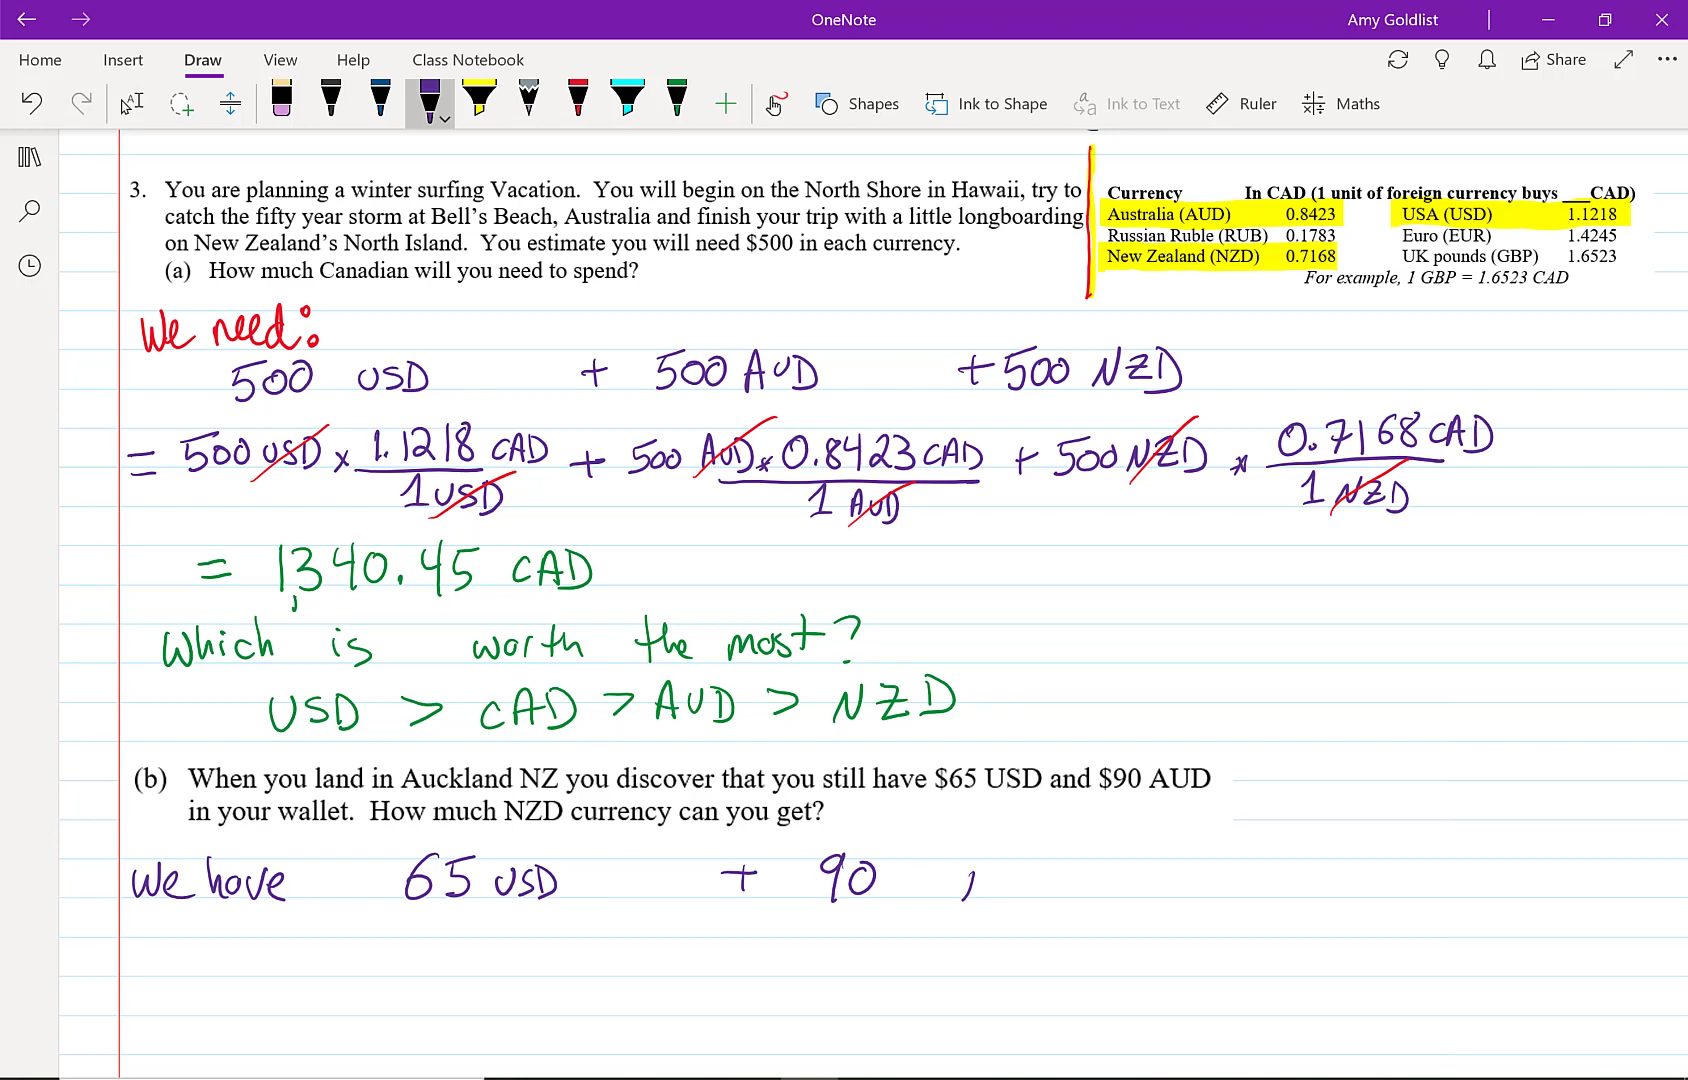 OneNote
Amy Goldlist
Home Insert Draw View Help Class Notebook
Share
Shapes Ink to Shape Ink to Text Ruler Maths
3. You are planning a winter surfing Vacation. You will begin on the North Shore in Hawaii, try to
catch the fifty year storm at Bell's Beach, Australia and finish your trip with a little longboarding
on New Zealand's North Island. You estimate you will need $500 in each currency.
(a) How much Canadian will you need to spend?
Currency In CAD (1 unit of foreign currency buys ___CAD)
Australia (AUD) 0.8423 USA (USD) 1.1218
Russian Ruble (RUB) 0.1783 Euro (EUR) 1.4245
New Zealand (NZD) 0.7168 UK pounds (GBP) 1.6523
For example, 1 GBP = 1.6523 CAD
We need:
500 USD + 500 AUD + 500 NZD
= 500 USD x 1.1218 CAD + 500 AUD * 0.8423 CAD + 500 NZD * 0.7168 CAD
1 USD 1 AUD 1 NZD
= 1,340.45 CAD
Which is worth the most?
USD > CAD > AUD > NZD
(b) When you land in Auckland NZ you discover that you still have $65 USD and $90 AUD
in your wallet. How much NZD currency can you get?
We have 65 USD + 90